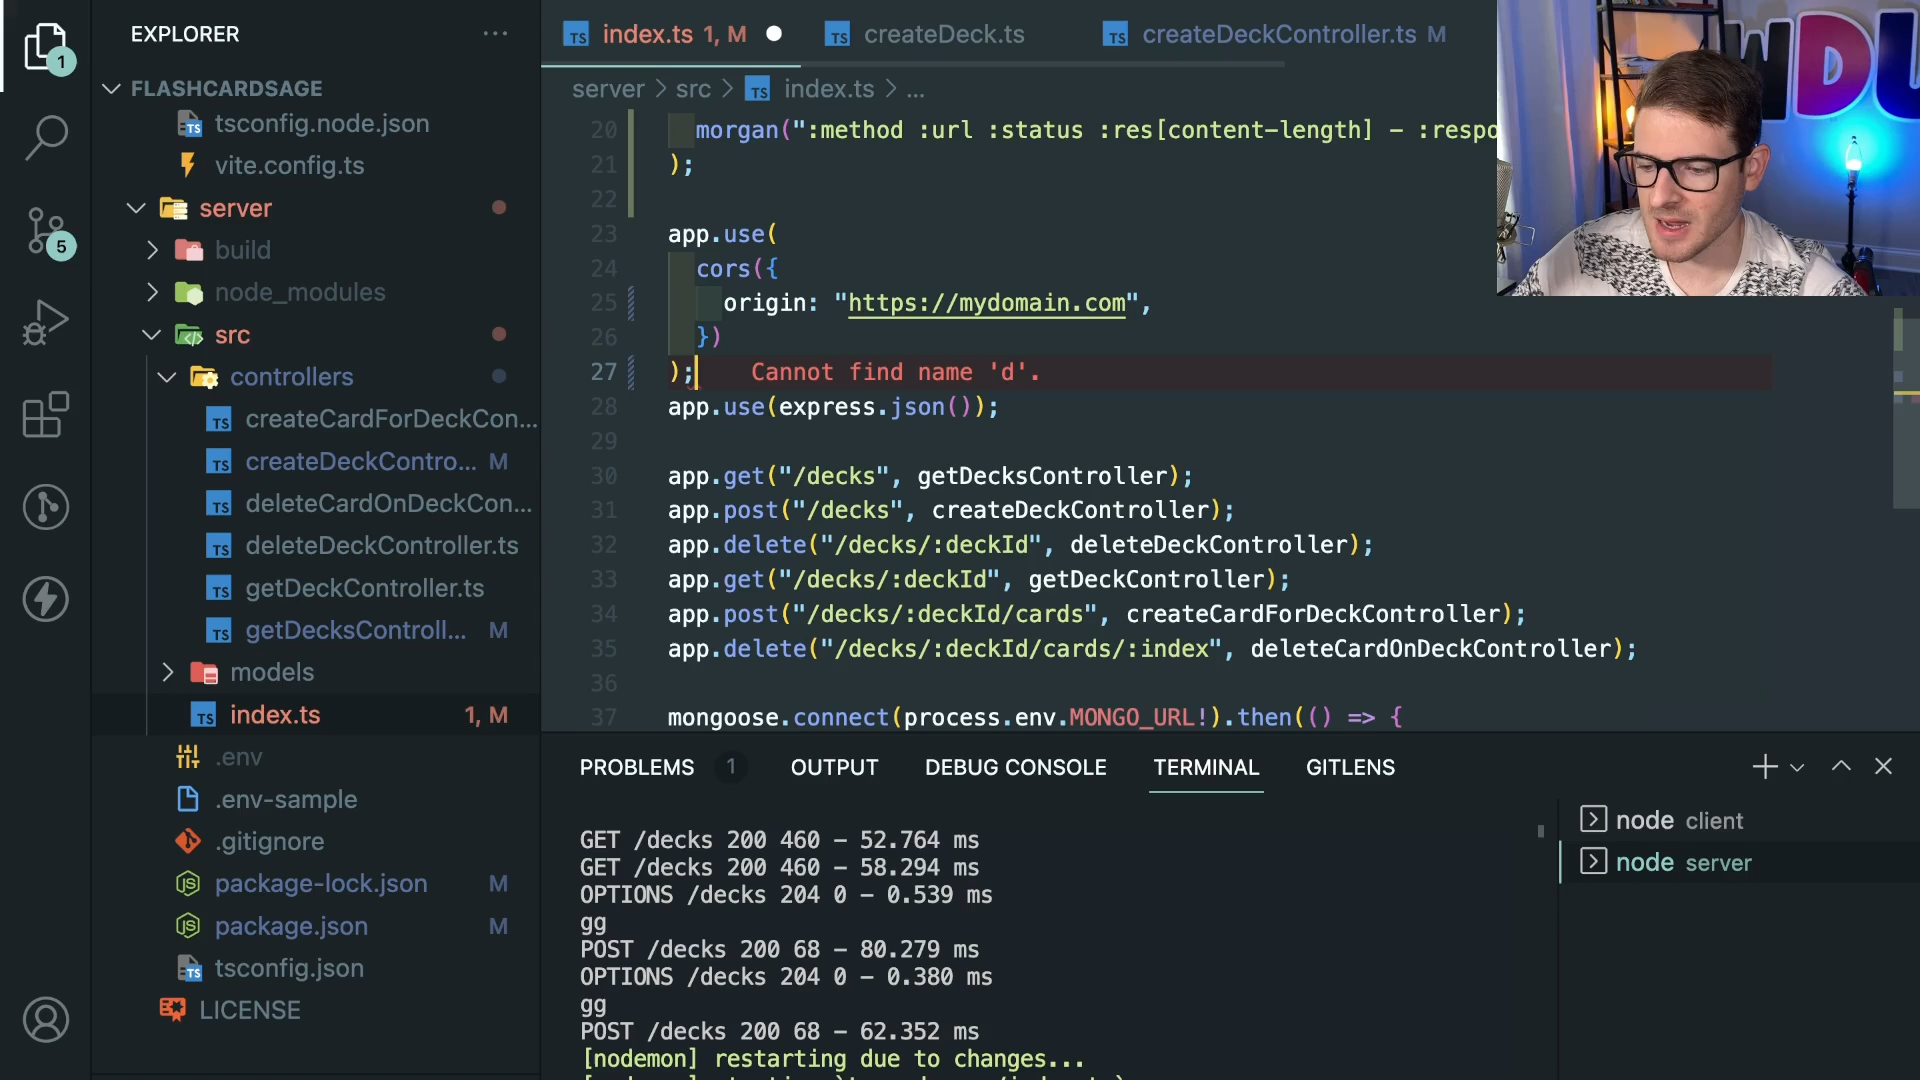 EXPLORER
FLASHCARDSAGE
tsconfig.node.json
vite.config.ts
server
build
node_modules
src
controllers
createCardForDeckCon...
createDeckContro... M
deleteCardOnDeckCon...
deleteDeckController.ts
getDeckController.ts
getDecksControll... M
models
index.ts 1, M
.env
.env-sample
.gitignore
package-lock.json M
package.json M
tsconfig.json
LICENSE
1
5
index.ts 1, M
createDeck.ts
createDeckController.ts M
server > src > index.ts > ...
20 morgan(":method :url :status :res[content-length] - :respo
21 );
22
23 app.use(
24 cors({
25 origin: "https://mydomain.com",
26 })
27 ); Cannot find name 'd'.
28 app.use(express.json());
29
30 app.get("/decks", getDecksController);
31 app.post("/decks", createDeckController);
32 app.delete("/decks/:deckId", deleteDeckController);
33 app.get("/decks/:deckId", getDeckController);
34 app.post("/decks/:deckId/cards", createCardForDeckController);
35 app.delete("/decks/:deckId/cards/:index", deleteCardOnDeckController);
36
37 mongoose.connect(process.env.MONGO_URL!).then(() => {
PROBLEMS 1 OUTPUT DEBUG CONSOLE TERMINAL GITLENS
GET /decks 200 460 - 52.764 ms
GET /decks 200 460 - 58.294 ms
OPTIONS /decks 204 0 - 0.539 ms
gg
POST /decks 200 68 - 80.279 ms
OPTIONS /decks 204 0 - 0.380 ms
gg
POST /decks 200 68 - 62.352 ms
[nodemon] restarting due to changes...
node client
node server